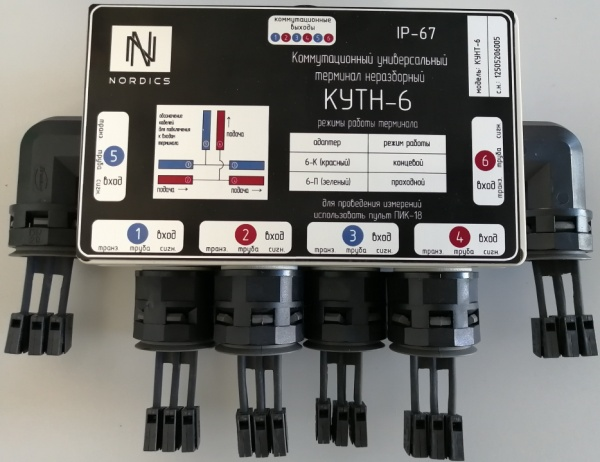 NORDICS
коммутационные
выходы
1 2 3 4 5 6
IP-67
Коммутационный универсальный
терминал неразборный
КУТН-6
режимы работы терминала
модель: КУНТ-6
с.н.: 12505206005
обозначение
кабелей
для подключения
к вводам
терминала
подача
подача
подача
адаптер режим работы
6-К (красный) концевой
6-П (зеленый) проходной
для проведения измерений
использовать пульт ПИК-18
5 вход
транз. труба сигн.
6 вход
транз. труба сигн.
1 вход
транз. труба сигн.
2 вход
транз. труба сигн.
3 вход
транз. труба сигн.
4 вход
транз. труба сигн.